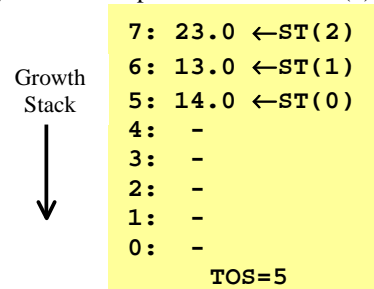 7: 23.0 ←ST(2)
6: 13.0 ←ST(1)
5: 14.0 ←ST(0)
4: -
3: -
2: -
1: -
0: -
TOS=5
Growth
Stack